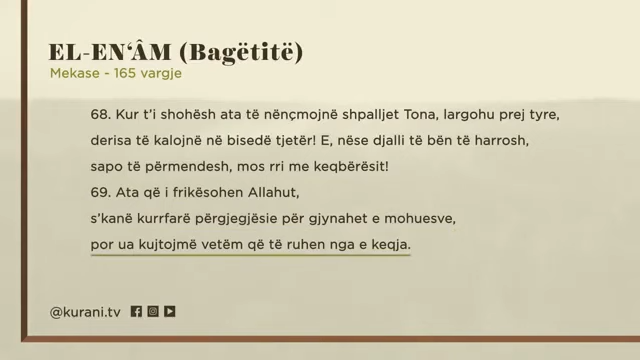 EL-EN‘ÂM (Bagëtitë)
Mekase - 165 vargje
68. Kur t’i shohësh ata të nënçmojnë shpalljet Tona, largohu prej tyre,
derisa të kalojnë në bisedë tjetër! E, nëse djalli të bën të harrosh,
sapo të përmendesh, mos rri me keqbërësit!
69. Ata që i frikësohen Allahut,
s’kanë kurrfarë përgjegjësie për gjynahet e mohuesve,
por ua kujtojmë vetëm që të ruhen nga e keqja.
@kurani.tv